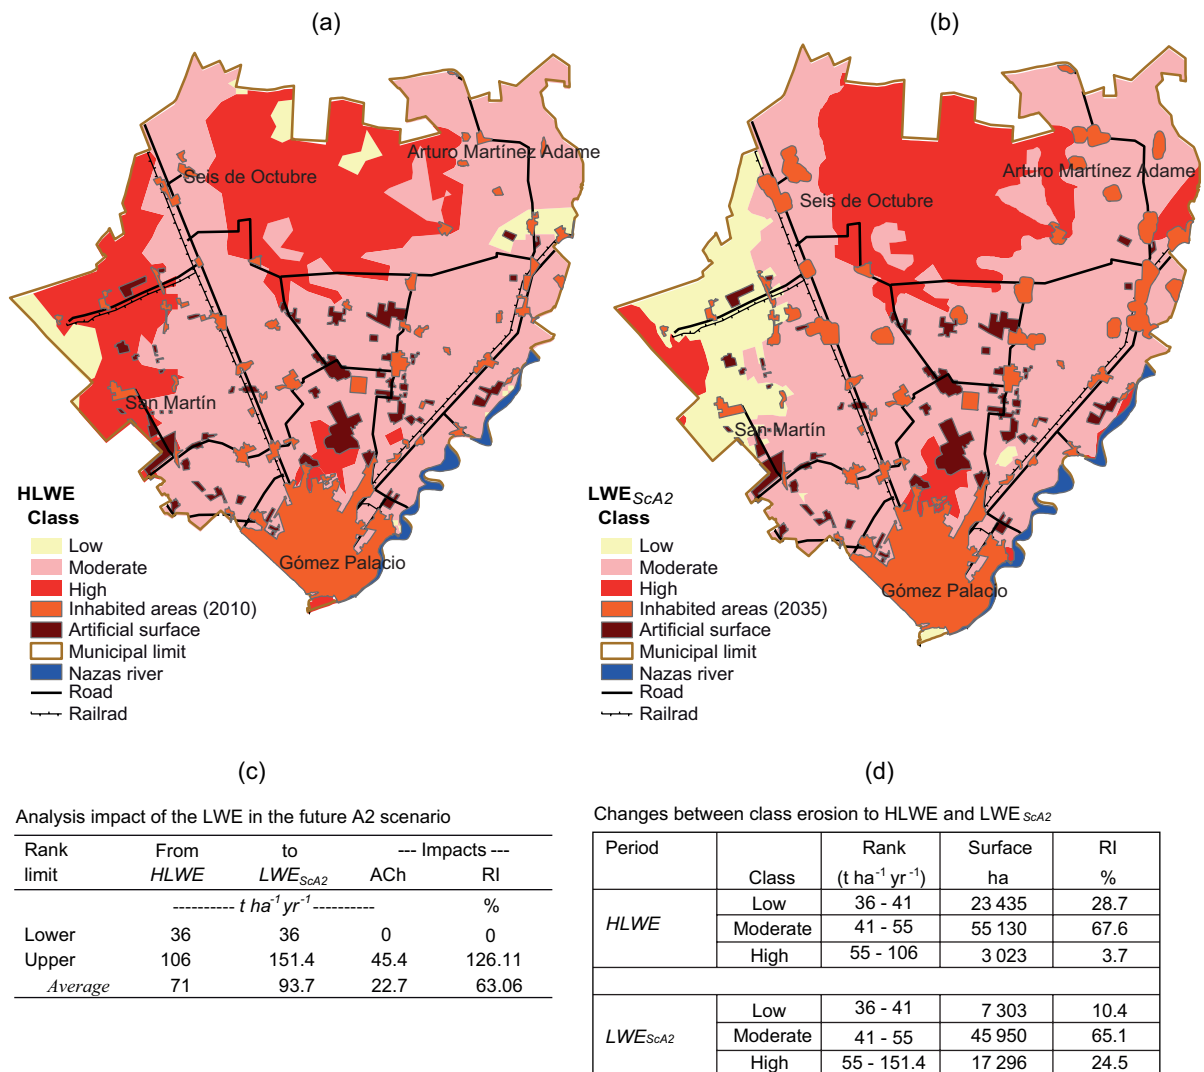 (a)
(b)
Arturo Martínez Adame
Seis de Octubre
San Martín
Gómez Palacio
HLWE
Class
Low
Moderate
High
Inhabited areas (2010)
Artificial surface
Municipal limit
Nazas river
Road
Railrad
Arturo Martínez Adame
Seis de Octubre
San Martín
Gómez Palacio
LWE ScA2
Class
Low
Moderate
High
Inhabited areas (2035)
Artificial surface
Municipal limit
Nazas river
Road
Railrad
(c)
Analysis impact of the LWE in the future A2 scenario
Rank From to --- Impacts ---
limit HLWE LWE ScA2 ACh RI
---------- t ha⁻¹ yr⁻¹ ---------- %
Lower 36 36 0 0
Upper 106 151.4 45.4 126.11
Average 71 93.7 22.7 63.06
(d)
Changes between class erosion to HLWE and LWE ScA2
Period Rank Surface RI
Class (t ha⁻¹ yr⁻¹) ha %
Low 36 - 41 23 435 28.7
HLWE Moderate 41 - 55 55 130 67.6
High 55 - 106 3 023 3.7
Low 36 - 41 7 303 10.4
LWE ScA2 Moderate 41 - 55 45 950 65.1
High 55 - 151.4 17 296 24.5